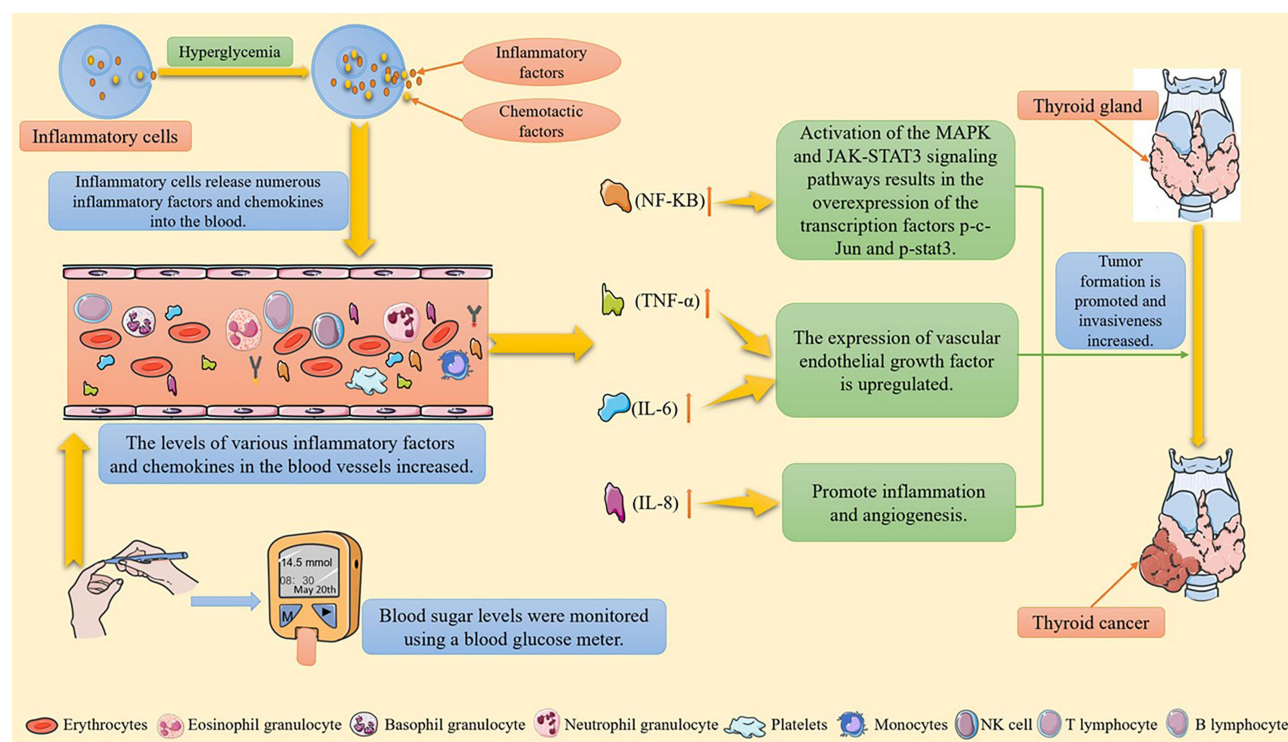 Hyperglycemia
Inflammatory cells
Inflammatory
factors
Chemotactic
factors
Inflammatory cells release numerous
inflammatory factors and chemokines
into the blood.
The levels of various inflammatory factors
and chemokines in the blood vessels increased.
14.5 mmol
08: 30
May 20th
M
Blood sugar levels were monitored
using a blood glucose meter.
(NF-KB)
(TNF-α)
(IL-6)
(IL-8)
Activation of the MAPK
and JAK-STAT3 signaling
pathways results in the
overexpression of the
transcription factors p-c-
Jun and p-stat3.
The expression of vascular
endothelial growth factor
is upregulated.
Promote inflammation
and angiogenesis.
Thyroid gland
Tumor
formation is
promoted and
invasiveness
increased.
Thyroid cancer
Erythrocytes Eosinophil granulocyte Basophil granulocyte Neutrophil granulocyte Platelets Monocytes NK cell T lymphocyte B lymphocyte